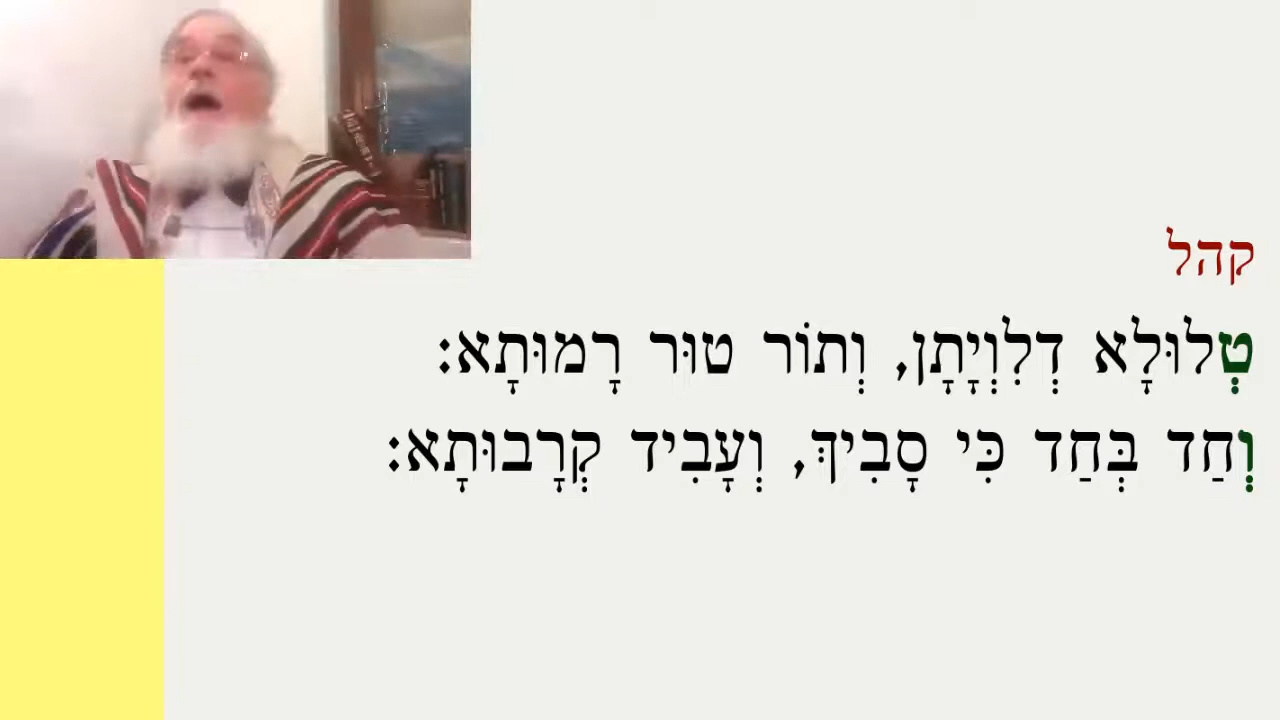 קהל
טְלוּלָא דְלִוְיָתָן, וְתוֹר טוּר רָמוּתָא:
וְחַד בְּחַד כִּי סָבִיךְ, וְעָבִיד קְרָבוּתָא: